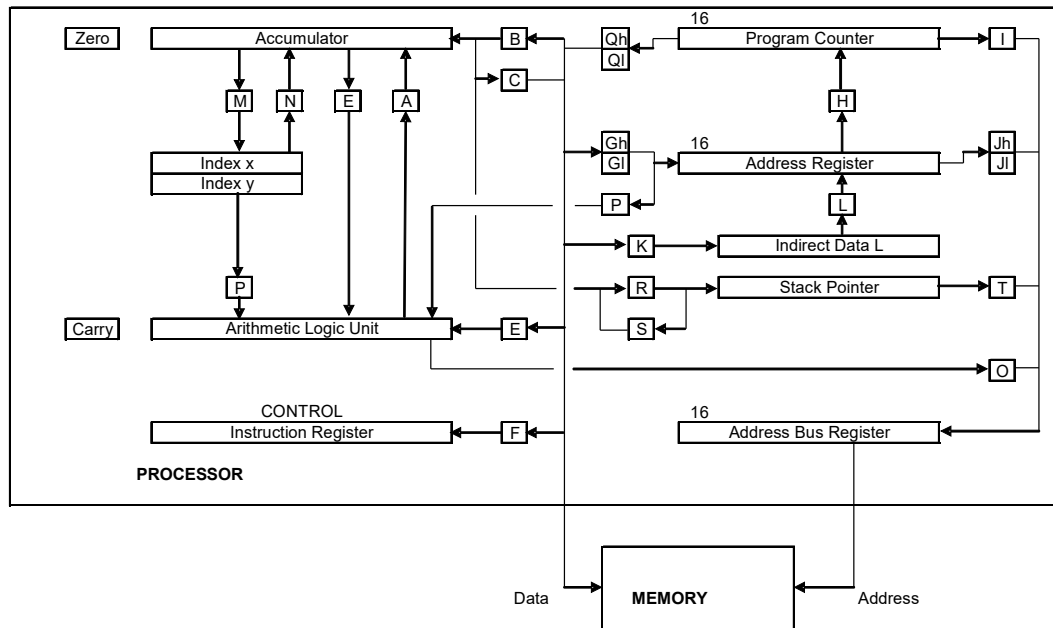 16
Zero Accumulator B Qh Program Counter I
Ql
C
M N E A H
16
Index x Gh Address Register Jh
Index y Gl Jl
P L
K Indirect Data L
P R Stack Pointer T
Carry Arithmetic Logic Unit E S
O
CONTROL 16
Instruction Register F Address Bus Register
PROCESSOR
Data MEMORY Address